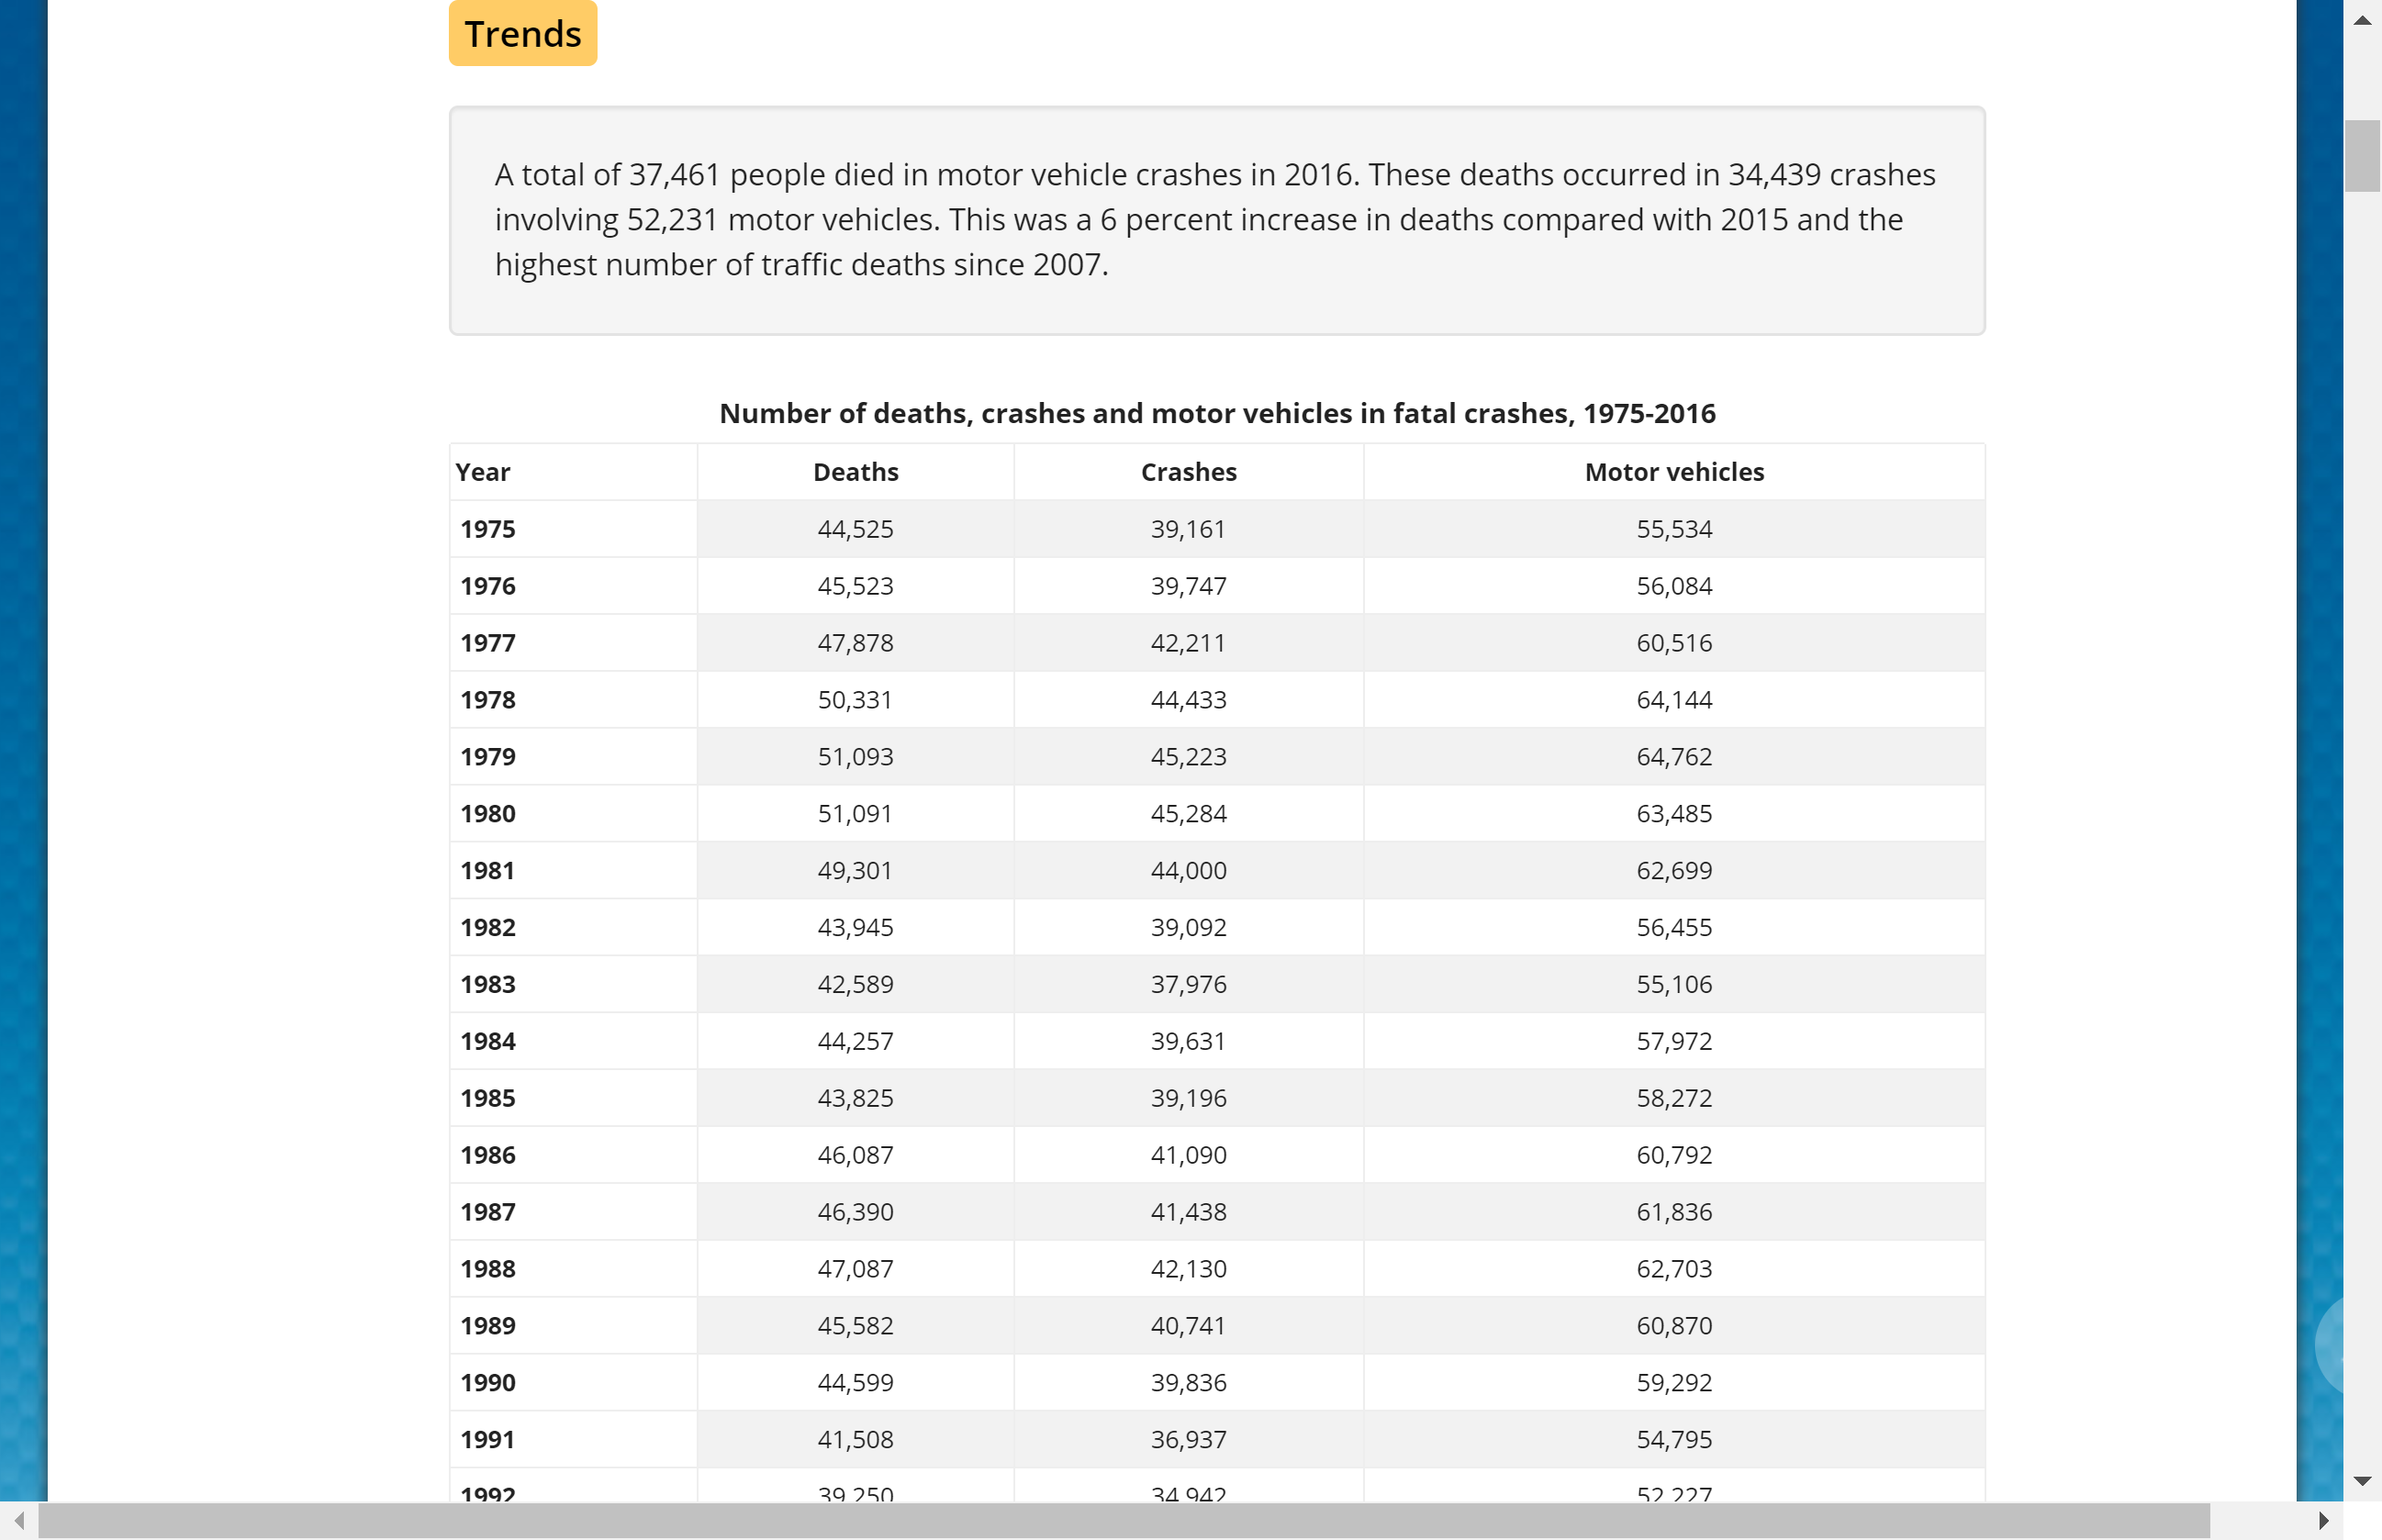 Trends
A total of 37,461 people died in motor vehicle crashes in 2016. These deaths occurred in 34,439 crashes
involving 52,231 motor vehicles. This was a 6 percent increase in deaths compared with 2015 and the
highest number of traffic deaths since 2007.
Number of deaths, crashes and motor vehicles in fatal crashes, 1975-2016
Year Deaths Crashes Motor vehicles
1975 44,525 39,161 55,534
1976 45,523 39,747 56,084
1977 47,878 42,211 60,516
1978 50,331 44,433 64,144
1979 51,093 45,223 64,762
1980 51,091 45,284 63,485
1981 49,301 44,000 62,699
1982 43,945 39,092 56,455
1983 42,589 37,976 55,106
1984 44,257 39,631 57,972
1985 43,825 39,196 58,272
1986 46,087 41,090 60,792
1987 46,390 41,438 61,836
1988 47,087 42,130 62,703
1989 45,582 40,741 60,870
1990 44,599 39,836 59,292
1991 41,508 36,937 54,795
1992 39,250 34,942 52,227